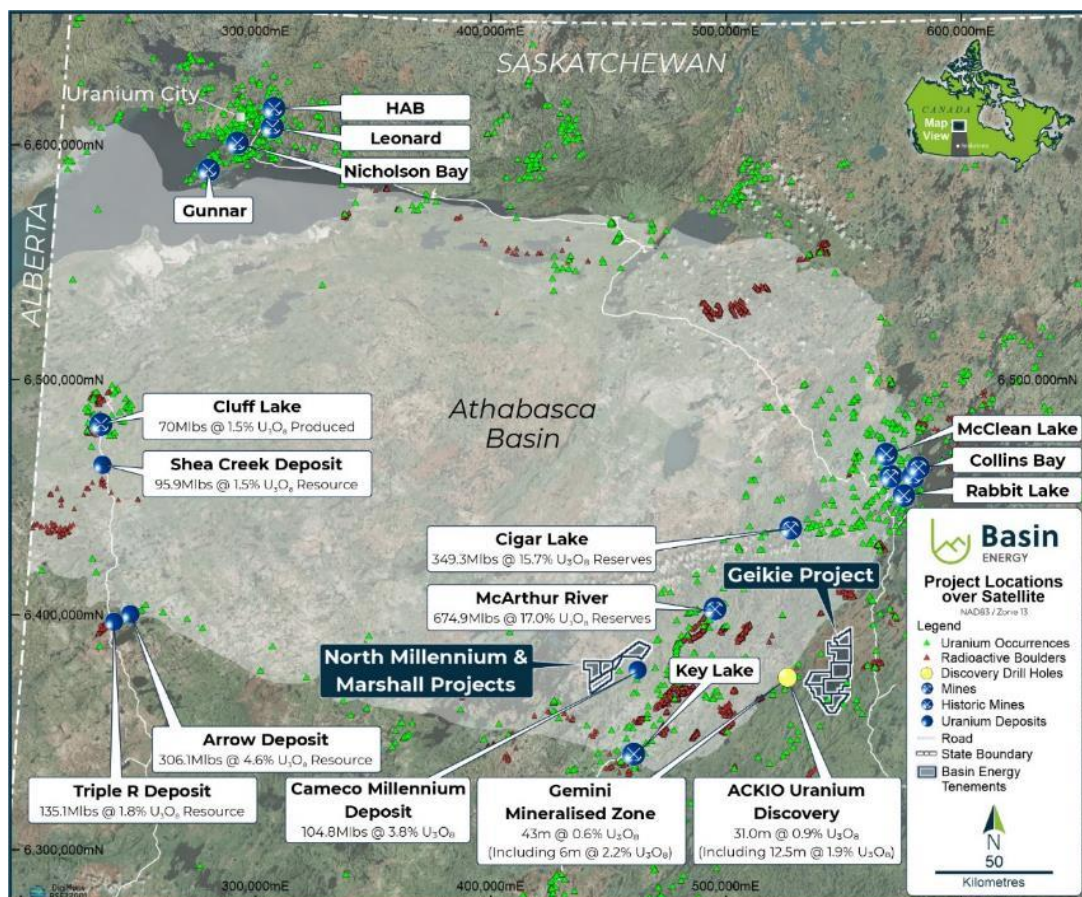 300,000mE
400,000mE
500,000mE
600,000mE
SASKATCHEWAN
CANADA
Map
View
Uranium City
HAB
Leonard
Nicholson Bay
Gunnar
6,600,000mN
ALBERTA
6,500,000mN
6,500,000mN
Athabasca
Basin
Cluff Lake
70Mlbs @ 1.5% U₃O₈ Produced
Shea Creek Deposit
95.9Mlbs @ 1.5% U₃O₈ Resource
McClean Lake
Collins Bay
Rabbit Lake
Cigar Lake
349.3Mlbs @ 15.7% U₃O₈ Reserves
McArthur River
674.9Mlbs @ 17.0% U₃O₈ Reserves
Geikie Project
6,400,000mN
North Millennium &
Marshall Projects
Key Lake
Arrow Deposit
306.1Mlbs @ 4.6% U₃O₈ Resource
Triple R Deposit
135.1Mlbs @ 1.8% U₃O₈ Resource
Cameco Millennium
Deposit
104.8Mlbs @ 3.8% U₃O₈
Gemini
Mineralised Zone
43m @ 0.6% U₃O₈
(Including 6m @ 2.2% U₃O₈)
ACKIO Uranium
Discovery
31.0m @ 0.9% U₃O₈
(Including 12.5m @ 1.9% U₃O₈)
6,300,000mN
300,000mE
400,000mE
500,000mE
Basin
ENERGY
Project Locations
over Satellite
NAD83 / Zone 13
Legend
Uranium Occurrences
Radioactive Boulders
Discovery Drill Holes
Mines
Historic Mines
Uranium Deposits
Road
State Boundary
Basin Energy
Tenements
N
50
Kilometres